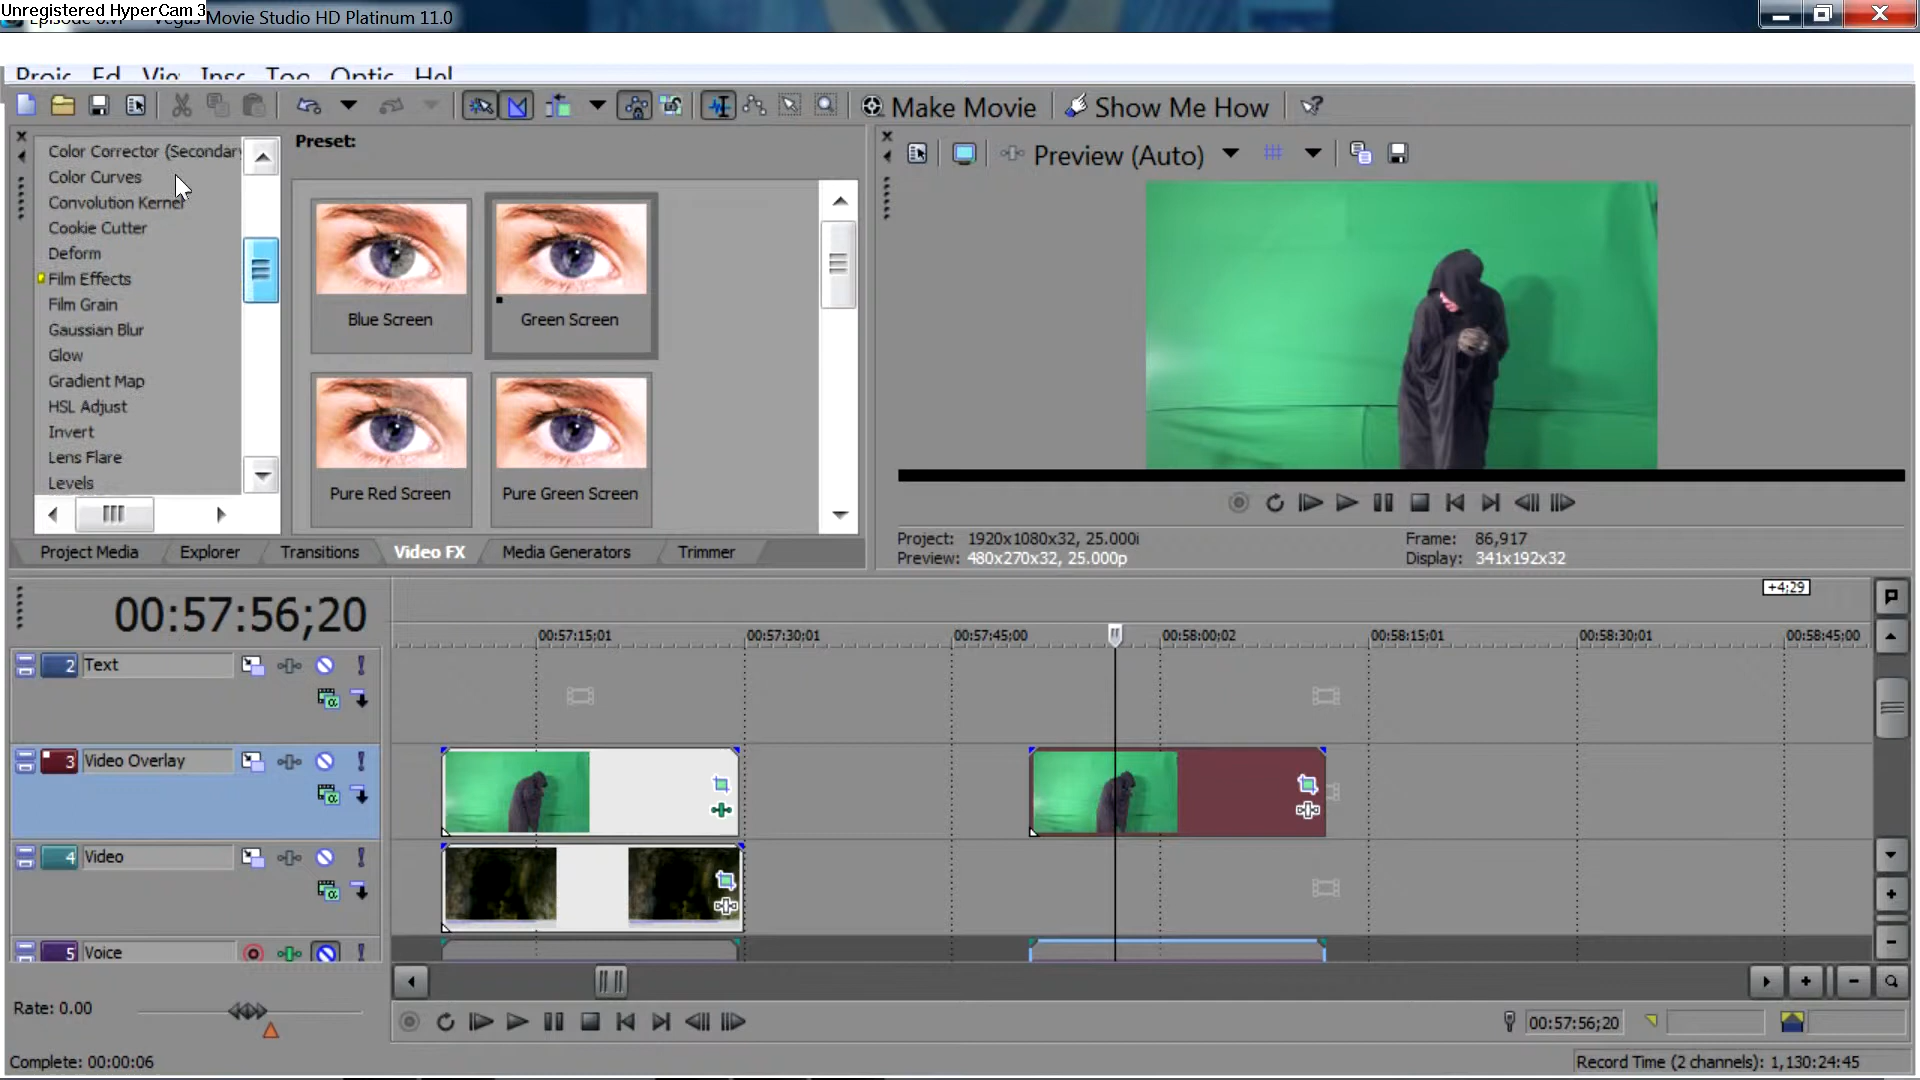 Unregistered HyperCam 3
Vegas Movie Studio HD Platinum 11.0
Make Movie
Show Me How
Color Corrector (Secondary
Color Curves
Convolution Kernel
Cookie Cutter
Deform
Film Effects
Film Grain
Gaussian Blur
Glow
Gradient Map
HSL Adjust
Invert
Lens Flare
Levels
Preset:
Blue Screen
Green Screen
Pure Red Screen
Pure Green Screen
Preview (Auto)
Project: 1920x1080x32, 25.000i
Preview: 480x270x32, 25.000p
Frame: 86,917
Display: 341x192x32
Project Media
Explorer
Transitions
Video FX
Media Generators
Trimmer
+4;29
00:57:56;20
00:57:15;01
00:57:30;01
00:57:45;00
00:58:00;02
00:58:15;01
00:58:30;01
00:58:45;00
2 Text
3 Video Overlay
4 Video
5 Voice
Rate: 0.00
00:57:56;20
Complete: 00:00:06
Record Time (2 channels): 1,130:24:45